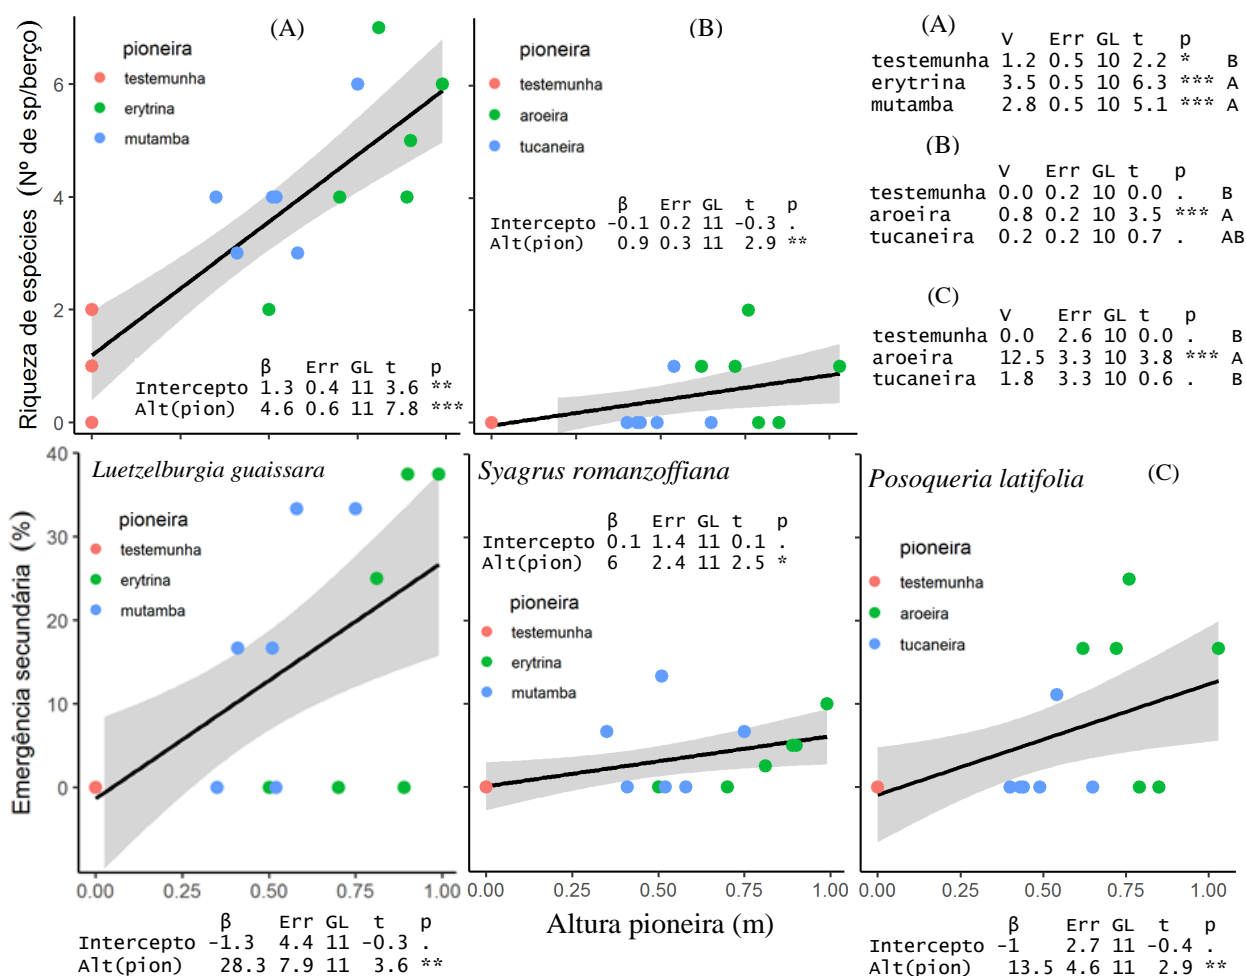 Riqueza de espécies (Nº de sp/berço)
(A)
pioneira
testemunha
erytrina
mutamba
6
4
2
0
β Err GL t p
Intercepto 1.3 0.4 11 3.6 **
Alt(pion) 4.6 0.6 11 7.8 ***
(B)
pioneira
testemunha
aroeira
tucaneira
β Err GL t p
Intercepto -0.1 0.2 11 -0.3 .
Alt(pion) 0.9 0.3 11 2.9 **
(A)
V Err GL t p
testemunha 1.2 0.5 10 2.2 * B
erytrina 3.5 0.5 10 6.3 *** A
mutamba 2.8 0.5 10 5.1 *** A
(B)
V Err GL t p
testemunha 0.0 0.2 10 0.0 . B
aroeira 0.8 0.2 10 3.5 *** A
tucaneira 0.2 0.2 10 0.7 . AB
(C)
V Err GL t p
testemunha 0.0 2.6 10 0.0 . B
aroeira 12.5 3.3 10 3.8 *** A
tucaneira 1.8 3.3 10 0.6 . B
Emergência secundária (%)
40
30
20
10
0
Luetzelburgia guaissara
pioneira
testemunha
erytrina
mutamba
0.00 0.25 0.50 0.75 1.00
β Err GL t p
Intercepto -1.3 4.4 11 -0.3 .
Alt(pion) 28.3 7.9 11 3.6 **
Syagrus romanzoffiana
β Err GL t p
Intercepto 0.1 1.4 11 0.1 .
Alt(pion) 6 2.4 11 2.5 *
pioneira
testemunha
erytrina
mutamba
0.00 0.25 0.50 0.75 1.00
Altura pioneira (m)
Posoqueria latifolia (C)
pioneira
testemunha
aroeira
tucaneira
0.00 0.25 0.50 0.75 1.00
β Err GL t p
Intercepto -1 2.7 11 -0.4 .
Alt(pion) 13.5 4.6 11 2.9 **